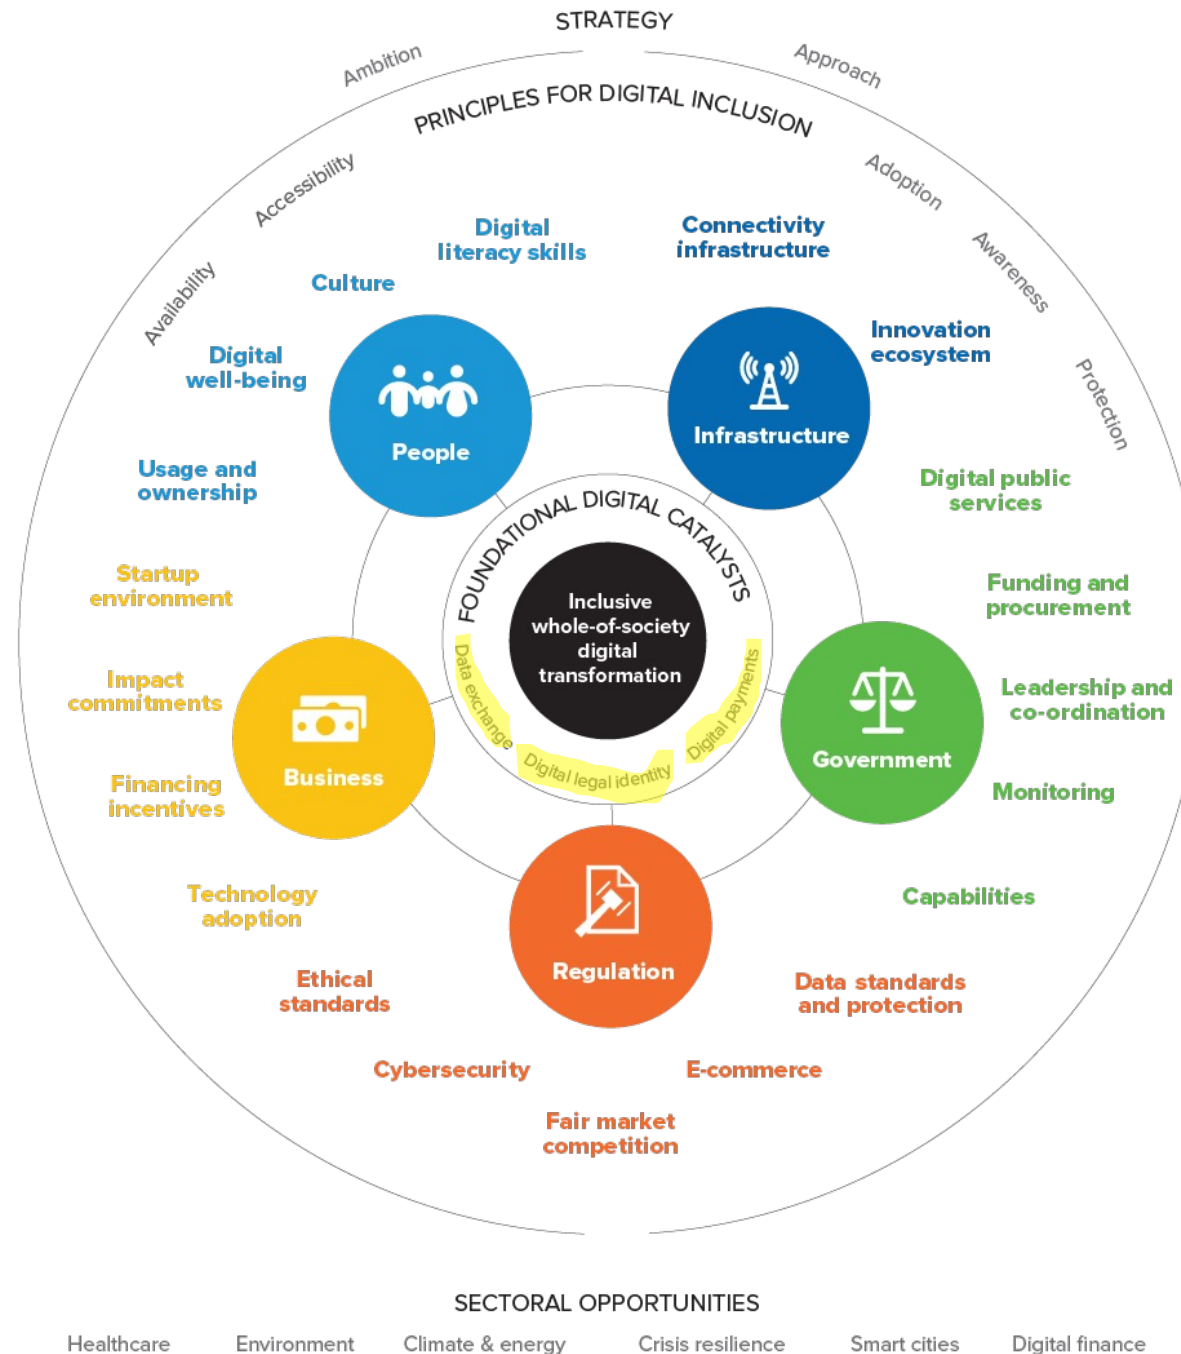 STRATEGY
Ambition
Approach
PRINCIPLES FOR DIGITAL INCLUSION
Accessibility
Adoption
Availability
Awareness
Protection
Digital
literacy skills
Culture
Digital
well-being
Usage and
ownership
People
Connectivity
infrastructure
Innovation
ecosystem
Infrastructure
Digital public
services
Funding and
procurement
Leadership and
co-ordination
Monitoring
Capabilities
Government
FOUNDATIONAL DIGITAL CATALYSTS
Inclusive
whole-of-society
digital
transformation
Data exchange
Digital legal identity
Digital payments
Startup
environment
Impact
commitments
Financing
incentives
Technology
adoption
Business
Regulation
Ethical
standards
Cybersecurity
Fair market
competition
E-commerce
Data standards
and protection
SECTORAL OPPORTUNITIES
Healthcare
Environment
Climate & energy
Crisis resilience
Smart cities
Digital finance